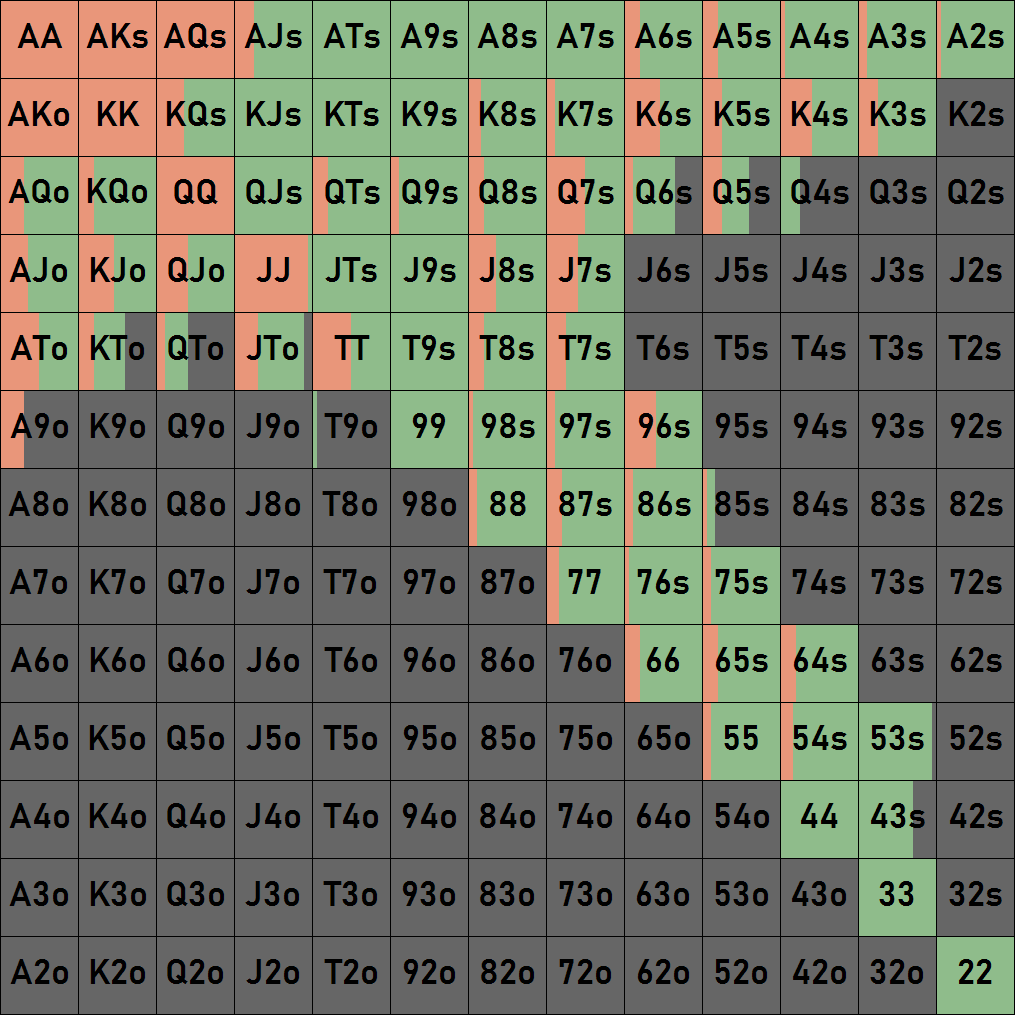 AA AKs AQs AJs ATs A9s A8s A7s A6s A5s A4s A3s A2s
AKo KK KQs KJs KTs K9s K8s K7s K6s K5s K4s K3s K2s
AQo KQo QQ QJs QTs Q9s Q8s Q7s Q6s Q5s Q4s Q3s Q2s
AJo KJo QJo JJ JTs J9s J8s J7s J6s J5s J4s J3s J2s
ATo KTo QTo JTo TT T9s T8s T7s T6s T5s T4s T3s T2s
A9o K9o Q9o J9o T9o 99 98s 97s 96s 95s 94s 93s 92s
A8o K8o Q8o J8o T8o 98o 88 87s 86s 85s 84s 83s 82s
A7o K7o Q7o J7o T7o 97o 87o 77 76s 75s 74s 73s 72s
A6o K6o Q6o J6o T6o 96o 86o 76o 66 65s 64s 63s 62s
A5o K5o Q5o J5o T5o 95o 85o 75o 65o 55 54s 53s 52s
A4o K4o Q4o J4o T4o 94o 84o 74o 64o 54o 44 43s 42s
A3o K3o Q3o J3o T3o 93o 83o 73o 63o 53o 43o 33 32s
A2o K2o Q2o J2o T2o 92o 82o 72o 62o 52o 42o 32o 22